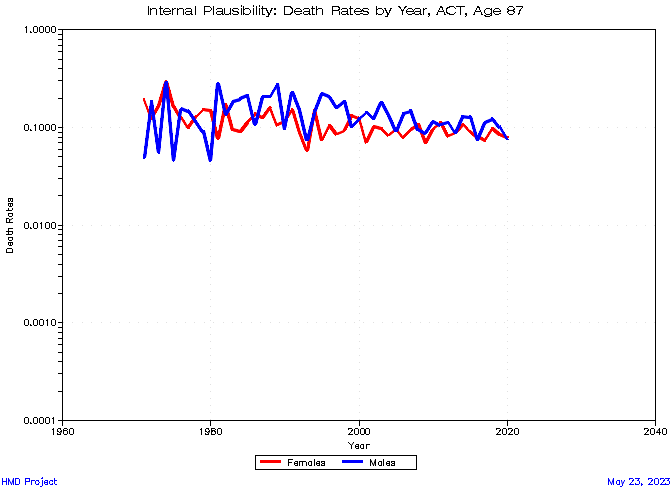 Internal Plausibility: Death Rates by Year, ACT, Age 87
1.0000
0.1000
0.0100
0.0010
0.0001
Death Rates
1960
1980
2000
2020
2040
Year
Females
Males
HMD Project
May 23, 2023